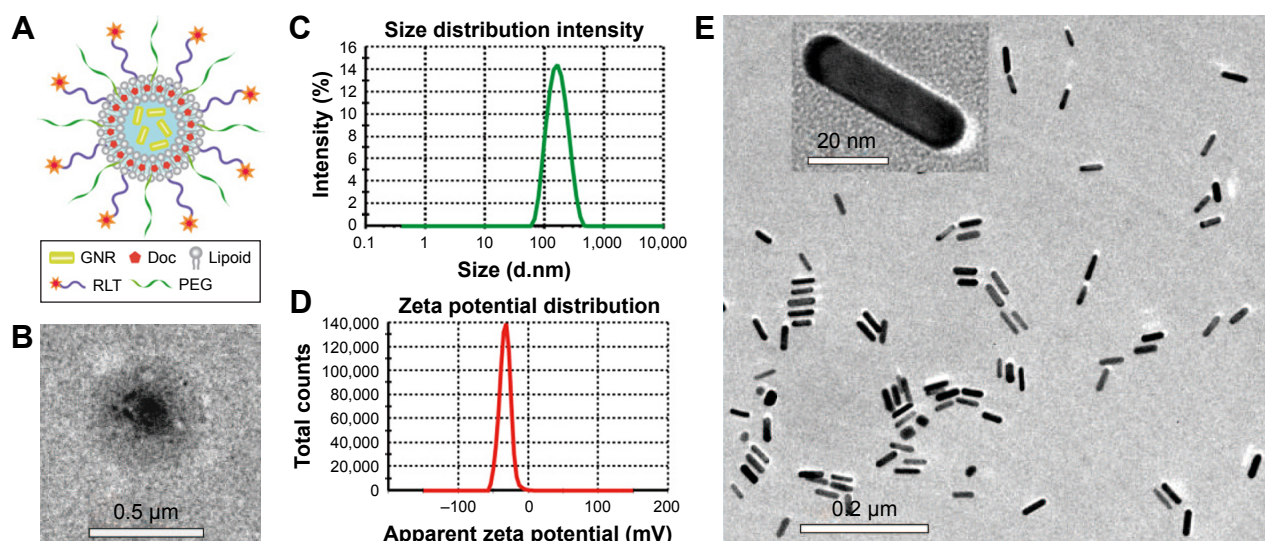 A
GNR Doc Lipoid
RLT PEG
B
0.5 µm
C
Size distribution intensity
Intensity (%)
16
14
12
10
8
6
4
2
0
0.1 1 10 100 1,000 10,000
Size (d.nm)
D
Zeta potential distribution
Total counts
140,000
120,000
100,000
80,000
60,000
40,000
20,000
0
–100 0 100 200
Apparent zeta potential (mV)
E
20 nm
0.2 µm